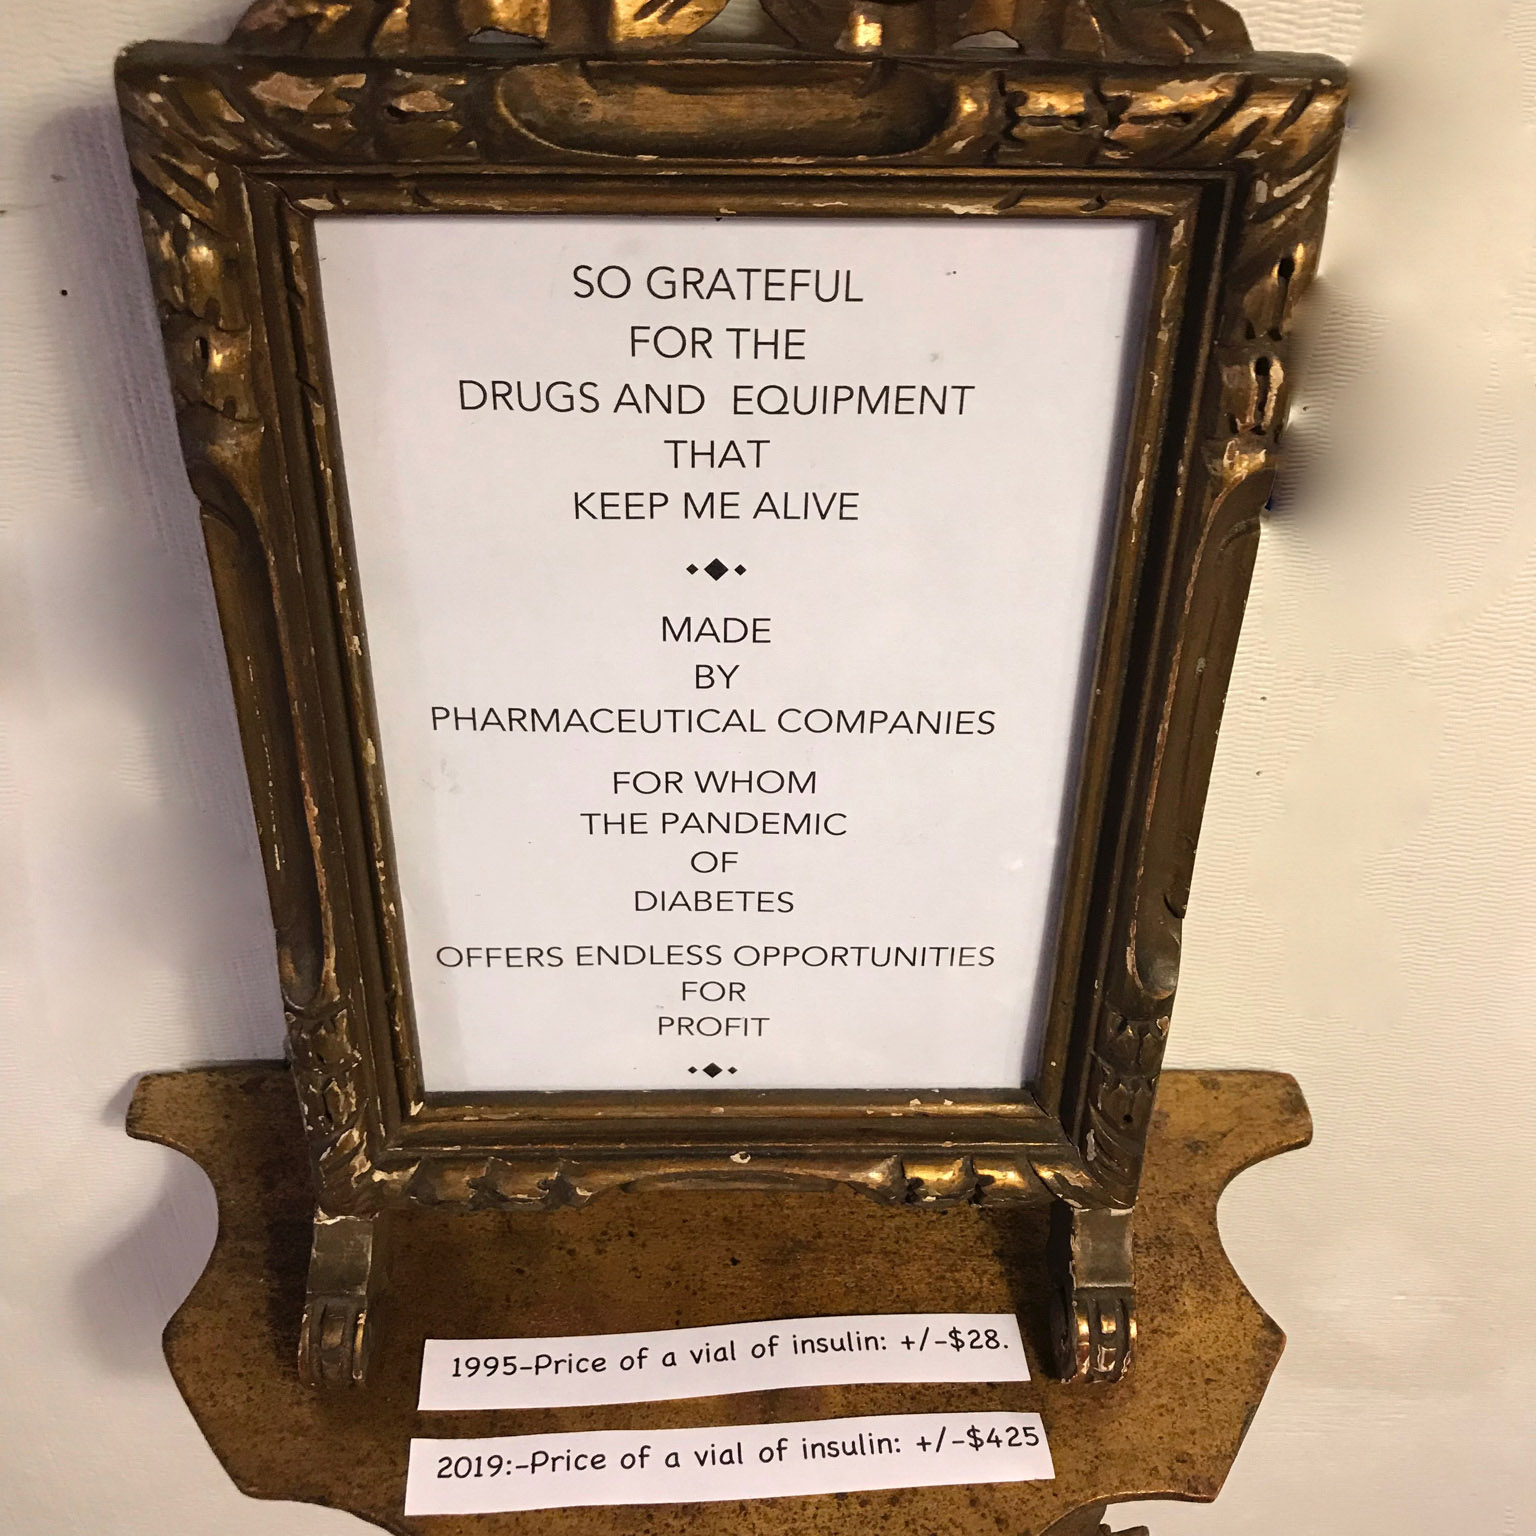 SO GRATEFUL
FOR THE
DRUGS AND EQUIPMENT
THAT
KEEP ME ALIVE
MADE
BY
PHARMACEUTICAL COMPANIES
FOR WHOM
THE PANDEMIC
OF
DIABETES
OFFERS ENDLESS OPPORTUNITIES
FOR
PROFIT
1995-Price of a vial of insulin: +/-$28.
2019:-Price of a vial of insulin: +/-$425